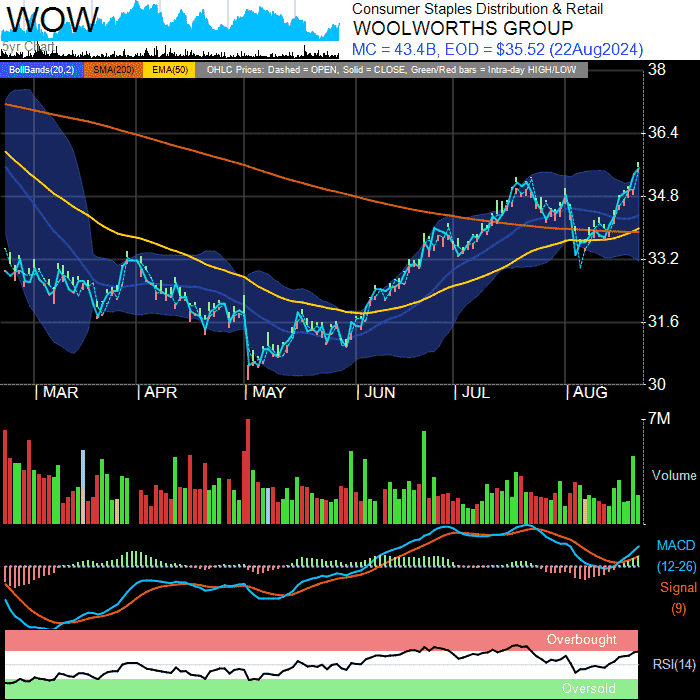 WOW
5yr Chart
Consumer Staples Distribution & Retail
WOOLWORTHS GROUP
MC = 43.4B, EOD = $35.52 (22Aug2024)
BollBands(20,2) SMA(200) EMA(50) OHLC Prices: Dashed = OPEN, Solid = CLOSE, Green/Red bars = Intra-day HIGH/LOW
38
36.4
34.8
33.2
31.6
30
| MAR | APR | MAY | JUN | JUL | AUG
7M
Volume
MACD
(12-26)
Signal
(9)
Overbought
RSI(14)
Oversold